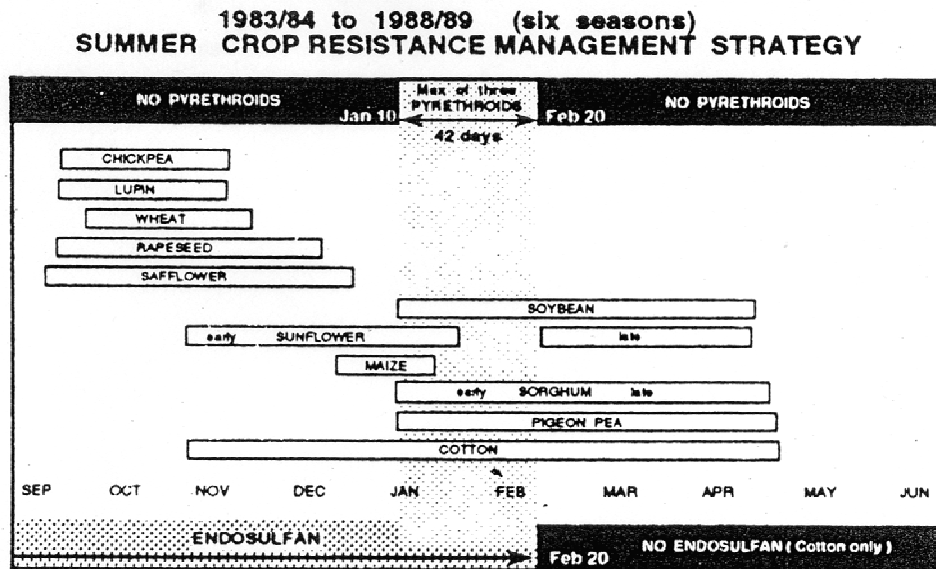 1983/84 to 1988/89 (six seasons)
SUMMER CROP RESISTANCE MANAGEMENT STRATEGY
NO PYRETHROIDS
Jan 10
Max of three
PYRETHROIDS
42 days
Feb 20
NO PYRETHROIDS
CHICKPEA
LUPIN
WHEAT
RAPESEED
SAFFLOWER
SOYBEAN
early SUNFLOWER late
MAIZE
early SORGHUM late
PIGEON PEA
COTTON
SEP OCT NOV DEC JAN FEB MAR APR MAY JUN
ENDOSULFAN
Feb 20
NO ENDOSULFAN ( Cotton only )